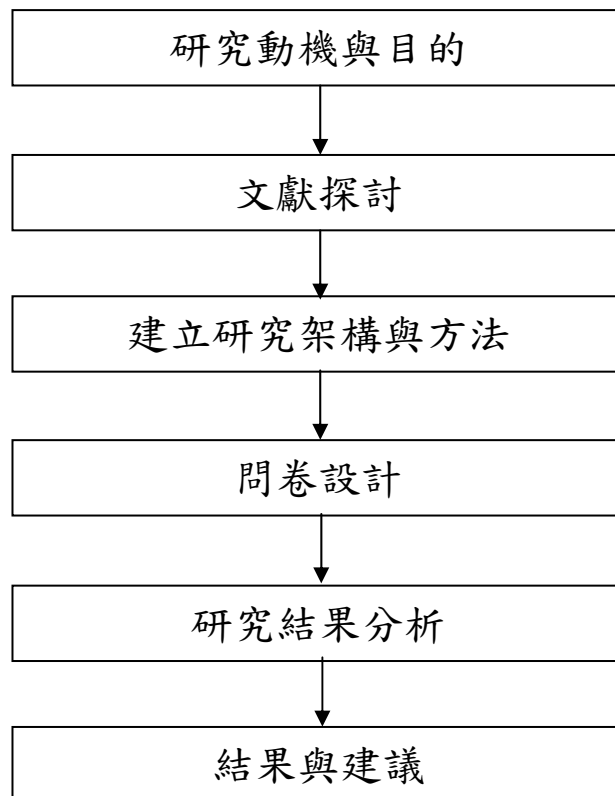 研究動機與目的
文獻探討
建立研究架構與方法
問卷設計
研究結果分析
結果與建議